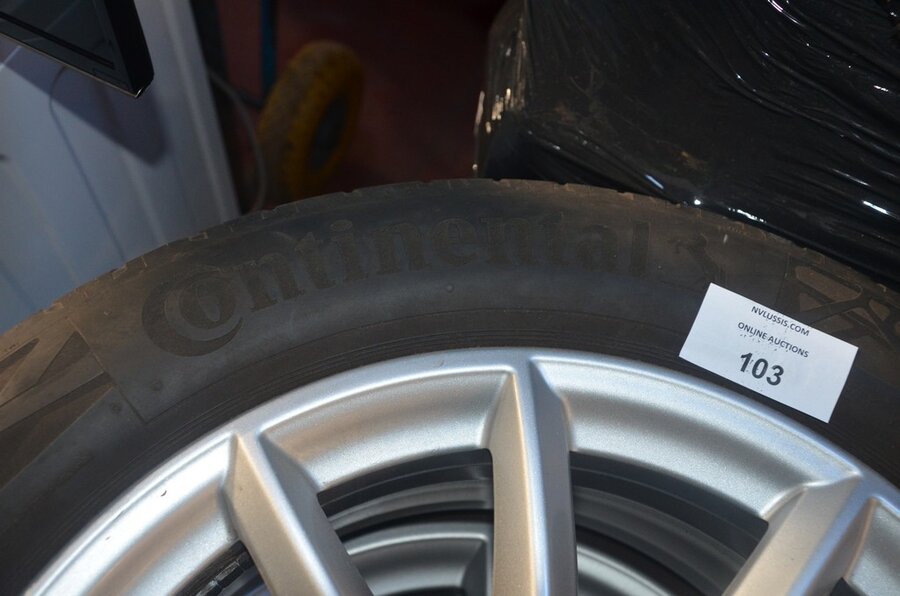 Continental
NVLUSSIS.COM
ONLINE AUCTIONS
103